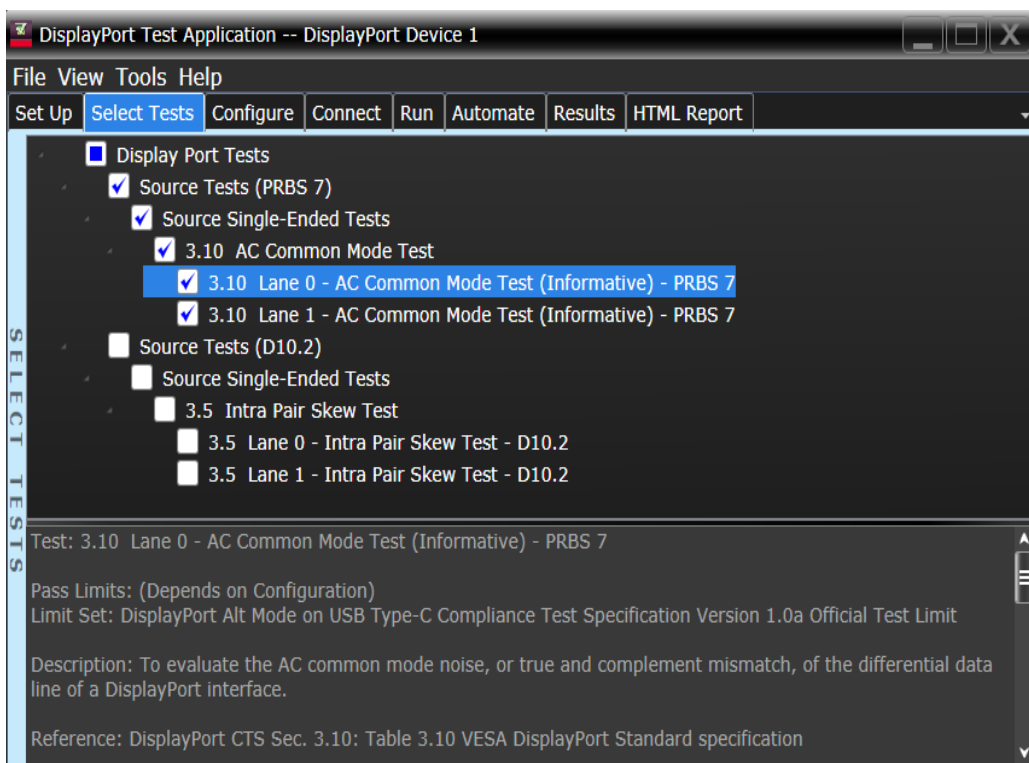 DisplayPort Test Application -- DisplayPort Device 1
File View Tools Help
Set Up Select Tests Configure Connect Run Automate Results HTML Report
Display Port Tests
Source Tests (PRBS 7)
Source Single-Ended Tests
3.10 AC Common Mode Test
3.10 Lane 0 - AC Common Mode Test (Informative) - PRBS 7
3.10 Lane 1 - AC Common Mode Test (Informative) - PRBS 7
Source Tests (D10.2)
Source Single-Ended Tests
3.5 Intra Pair Skew Test
3.5 Lane 0 - Intra Pair Skew Test - D10.2
3.5 Lane 1 - Intra Pair Skew Test - D10.2
SELECT TESTS
Test: 3.10 Lane 0 - AC Common Mode Test (Informative) - PRBS 7
Pass Limits: (Depends on Configuration)
Limit Set: DisplayPort Alt Mode on USB Type-C Compliance Test Specification Version 1.0a Official Test Limit
Description: To evaluate the AC common mode noise, or true and complement mismatch, of the differential data
line of a DisplayPort interface.
Reference: DisplayPort CTS Sec. 3.10: Table 3.10 VESA DisplayPort Standard specification